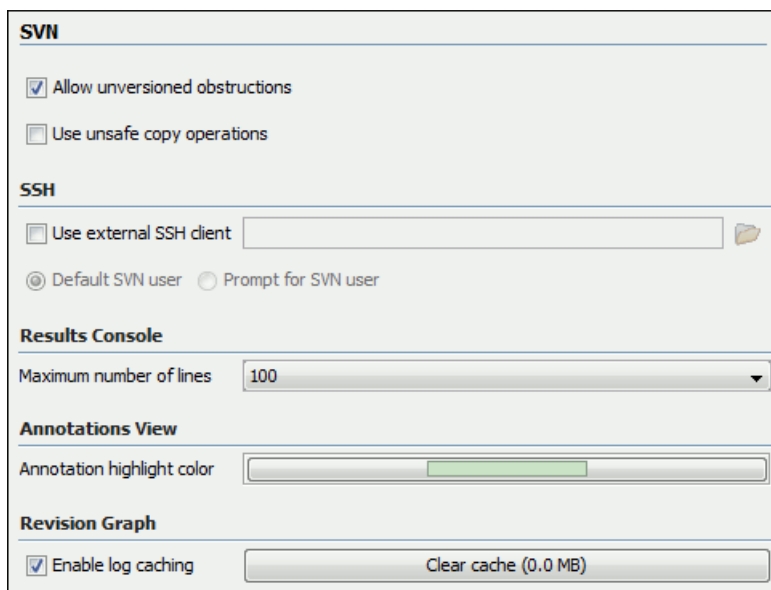 SVN
Allow unversioned obstructions
Use unsafe copy operations
SSH
Use external SSH client
Default SVN user Prompt for SVN user
Results Console
Maximum number of lines 100
Annotations View
Annotation highlight color
Revision Graph
Enable log caching Clear cache (0.0 MB)